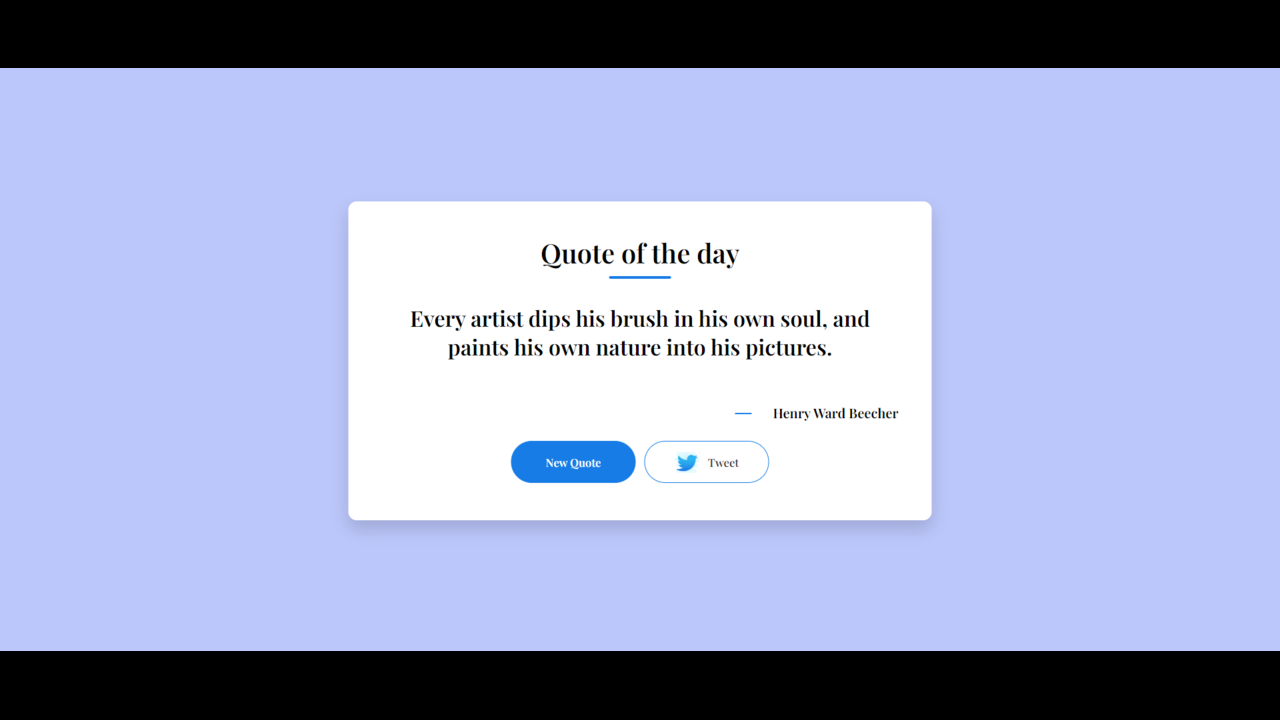 Quote of the day
Every artist dips his brush in his own soul, and
paints his own nature into his pictures.
— Henry Ward Beecher
New Quote
Tweet